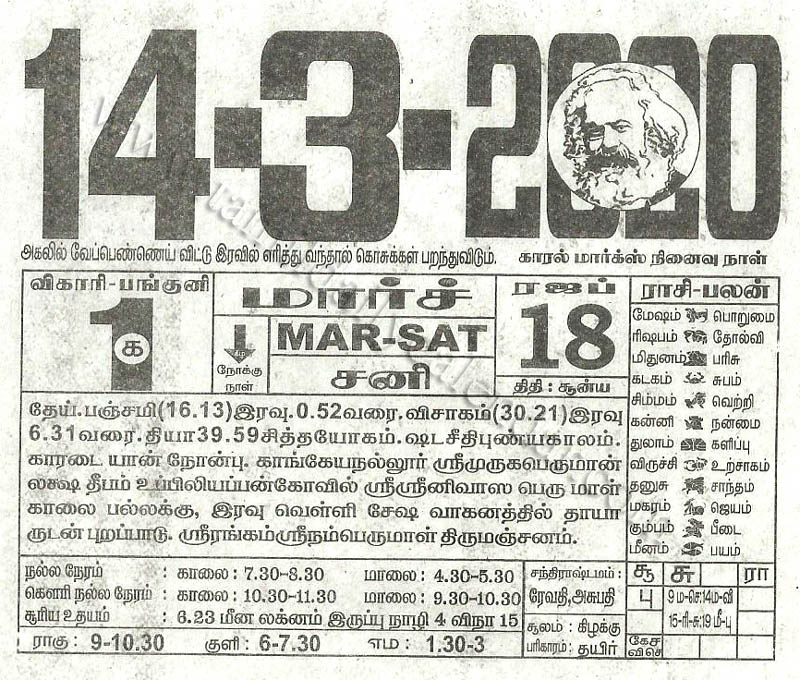 14-3-2020
அகலில் வேப்பெண்ணெய் விட்டு இரவில் எரித்து வந்தால் கொசுக்கள் பறந்துவிடும். காரல் மார்க்ஸ் நினைவு நாள்
விகாரி-பங்குனி
1
க
மார்ச்
கீழ்
நோக்கு
நாள்
MAR-SAT
சனி
ரஜப்
18
திதி : சூன்ய
ராசி-பலன்
மேஷம் பொறுமை
ரிஷபம் தோல்வி
மிதுனம் பரிசு
கடகம் சுபம்
சிம்மம் வெற்றி
கன்னி நன்மை
துலாம் களிப்பு
விருச்சி உற்சாகம்
தனுசு சாந்தம்
மகரம் ஜெயம்
கும்பம் பீடை
மீனம் பயம்
தேய்.பஞ்சமி(16.13)இரவு.0.52வரை.விசாகம்(30.21)இரவு
6.31வரை.தியா39.59சித்தயோகம்.ஷடசீதிபுண்யகாலம்.
காரடை யான் நோன்பு. காங்கேயநல்லூர் ஸ்ரீமுருகபெருமான்
லக்ஷ தீபம் உப்பிலியப்பன்கோவில் ஸ்ரீஸ்ரீனிவாஸ பெரு மாள்
காலை பல்லக்கு, இரவு வெள்ளி சேஷ வாகனத்தில் தாயா
ருடன் புறப்பாடு. ஸ்ரீரங்கம்ஸ்ரீநம்பெருமாள் திருமஞ்சனம்.
நல்ல நேரம் : காலை : 7.30-8.30 மாலை : 4.30-5.30
கௌரி நல்ல நேரம் : காலை : 10.30-11.30 மாலை : 9.30-10.30
சூரிய உதயம் : 6.23 மீன லக்னம் இருப்பு நாழி 4 விநா 15
ராகு : 9-10.30 குளி : 6-7.30 எம : 1.30-3
சந்திராஷ்டமம் :
ரேவதி,அசுபதி
சூலம் : கிழக்கு
பரிகாரம் : தயிர்
சூ சு ரா
பு 9 ம-செ:14ம-வி
15-ரி-சு:19 மீ-பு
கேச
விசெ